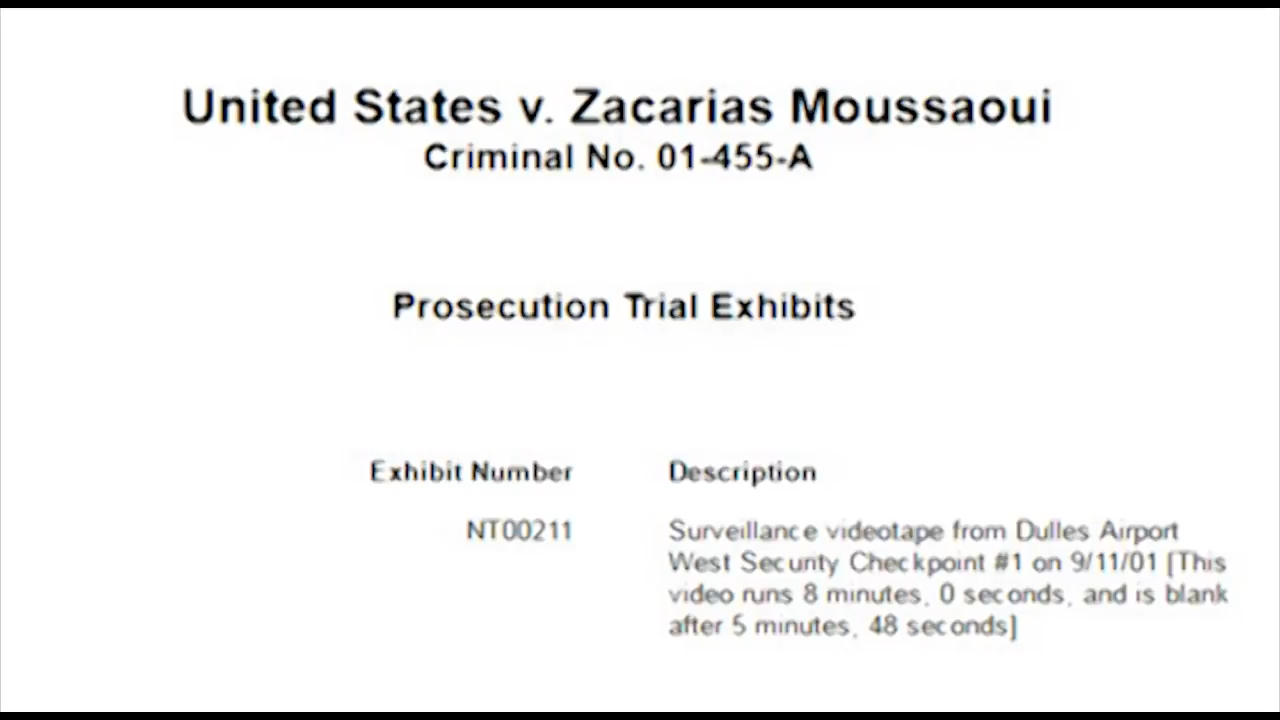 United States v. Zacarias Moussaoui
Criminal No. 01-455-A
Prosecution Trial Exhibits
Exhibit Number Description
NT00211 Surveillance videotape from Dulles Airport
West Security Checkpoint #1 on 9/11/01 [This
video runs 8 minutes, 0 seconds, and is blank
after 5 minutes, 48 seconds]